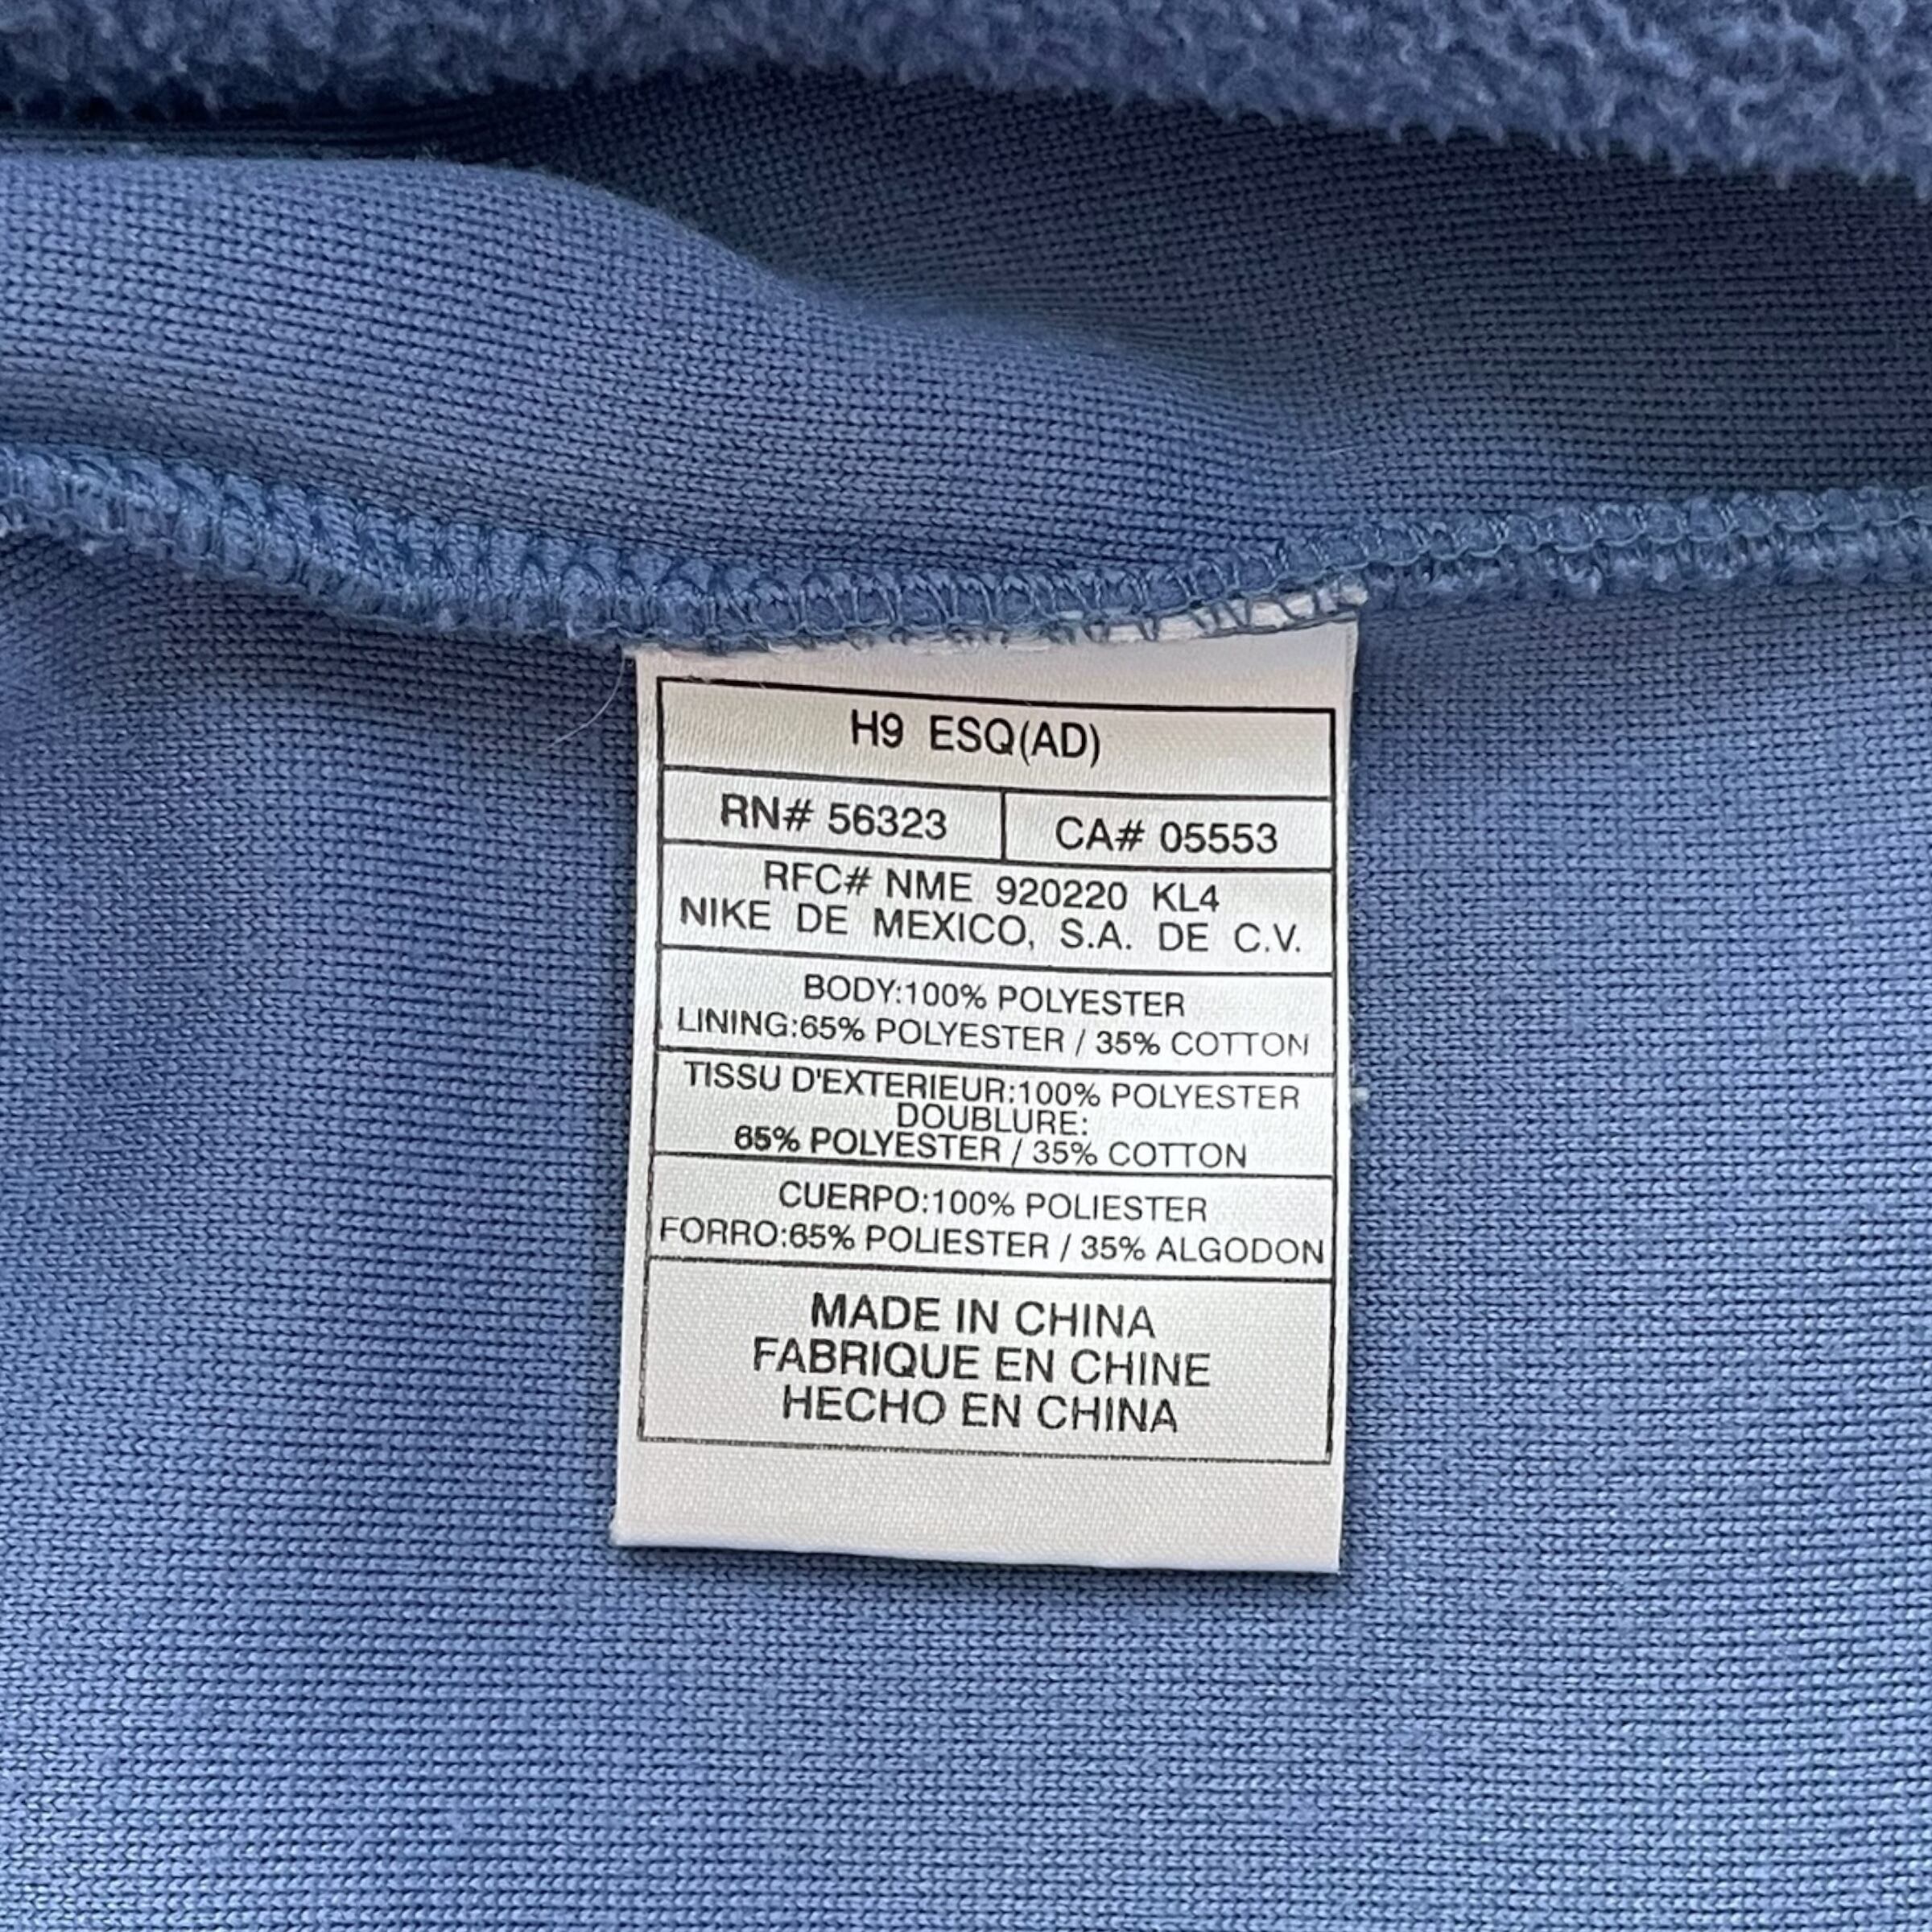 H9 ESQ(AD)
RN# 56323 CA# 05553
RFC# NME 920220 KL4
NIKE DE MEXICO, S.A. DE C.V.
BODY:100% POLYESTER
LINING:65% POLYESTER / 35% COTTON
TISSU D'EXTERIEUR:100% POLYESTER
DOUBLURE:
65% POLYESTER / 35% COTTON
CUERPO:100% POLIESTER
FORRO:65% POLIESTER / 35% ALGODON
MADE IN CHINA
FABRIQUE EN CHINE
HECHO EN CHINA